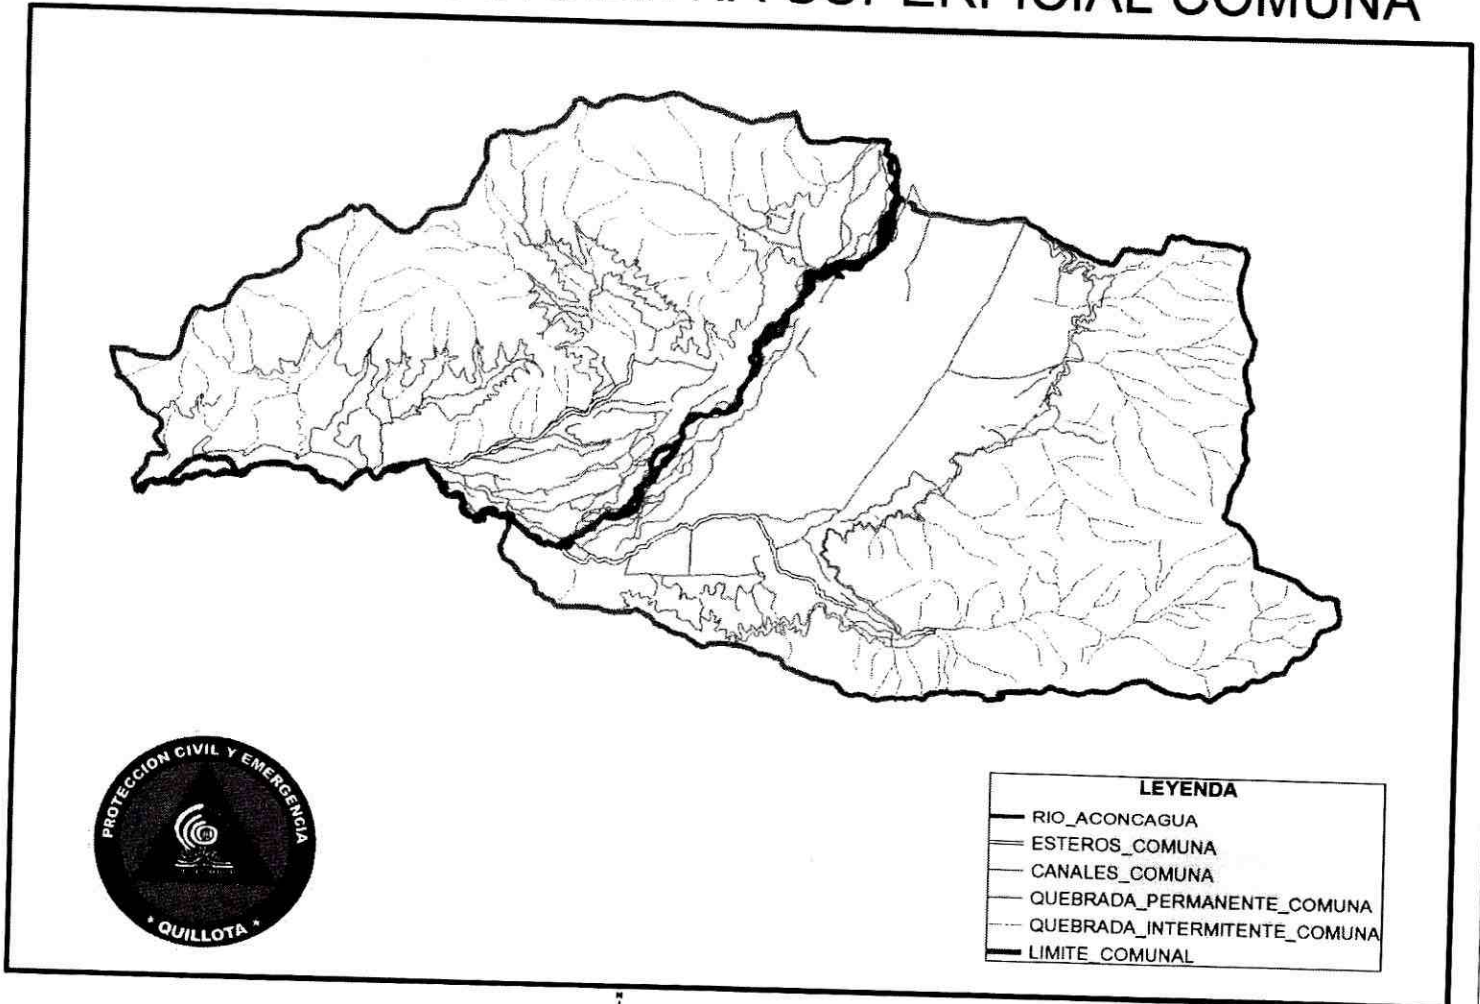 SUPERFICIAL COMUNA
PROTECCION CIVIL Y EMERGENCIA
• QUILLOTA •
LEYENDA
RIO_ACONCAGUA
ESTEROS_COMUNA
CANALES_COMUNA
QUEBRADA_PERMANENTE_COMUNA
QUEBRADA_INTERMITENTE_COMUNA
LIMITE_COMUNAL